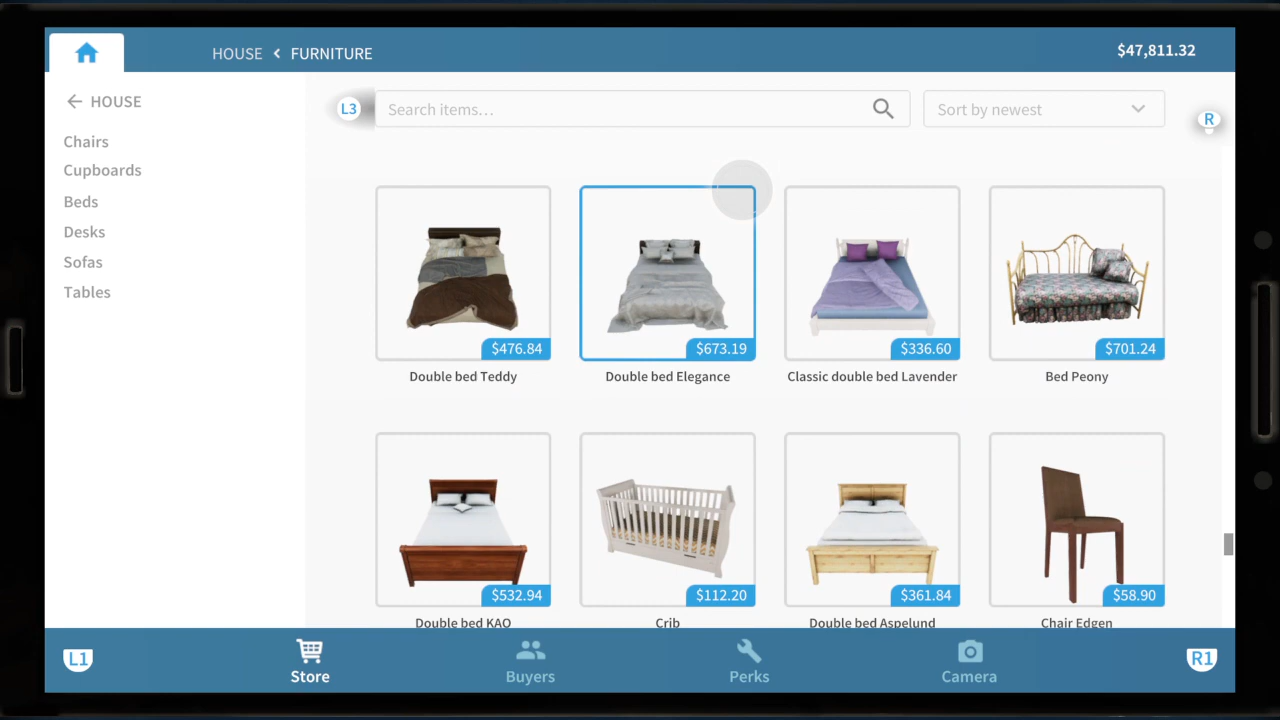 HOUSE < FURNITURE
$47,811.32
HOUSE
Chairs
Cupboards
Beds
Desks
Sofas
Tables
L3
Search items...
Sort by newest
R
$476.84
$673.19
$336.60
$701.24
Double bed Teddy
Double bed Elegance
Classic double bed Lavender
Bed Peony
$532.94
$112.20
$361.84
$58.90
Double bed KAO
Crib
Double bed Aspelund
Chair Edgen
L1
Store
Buyers
Perks
Camera
R1